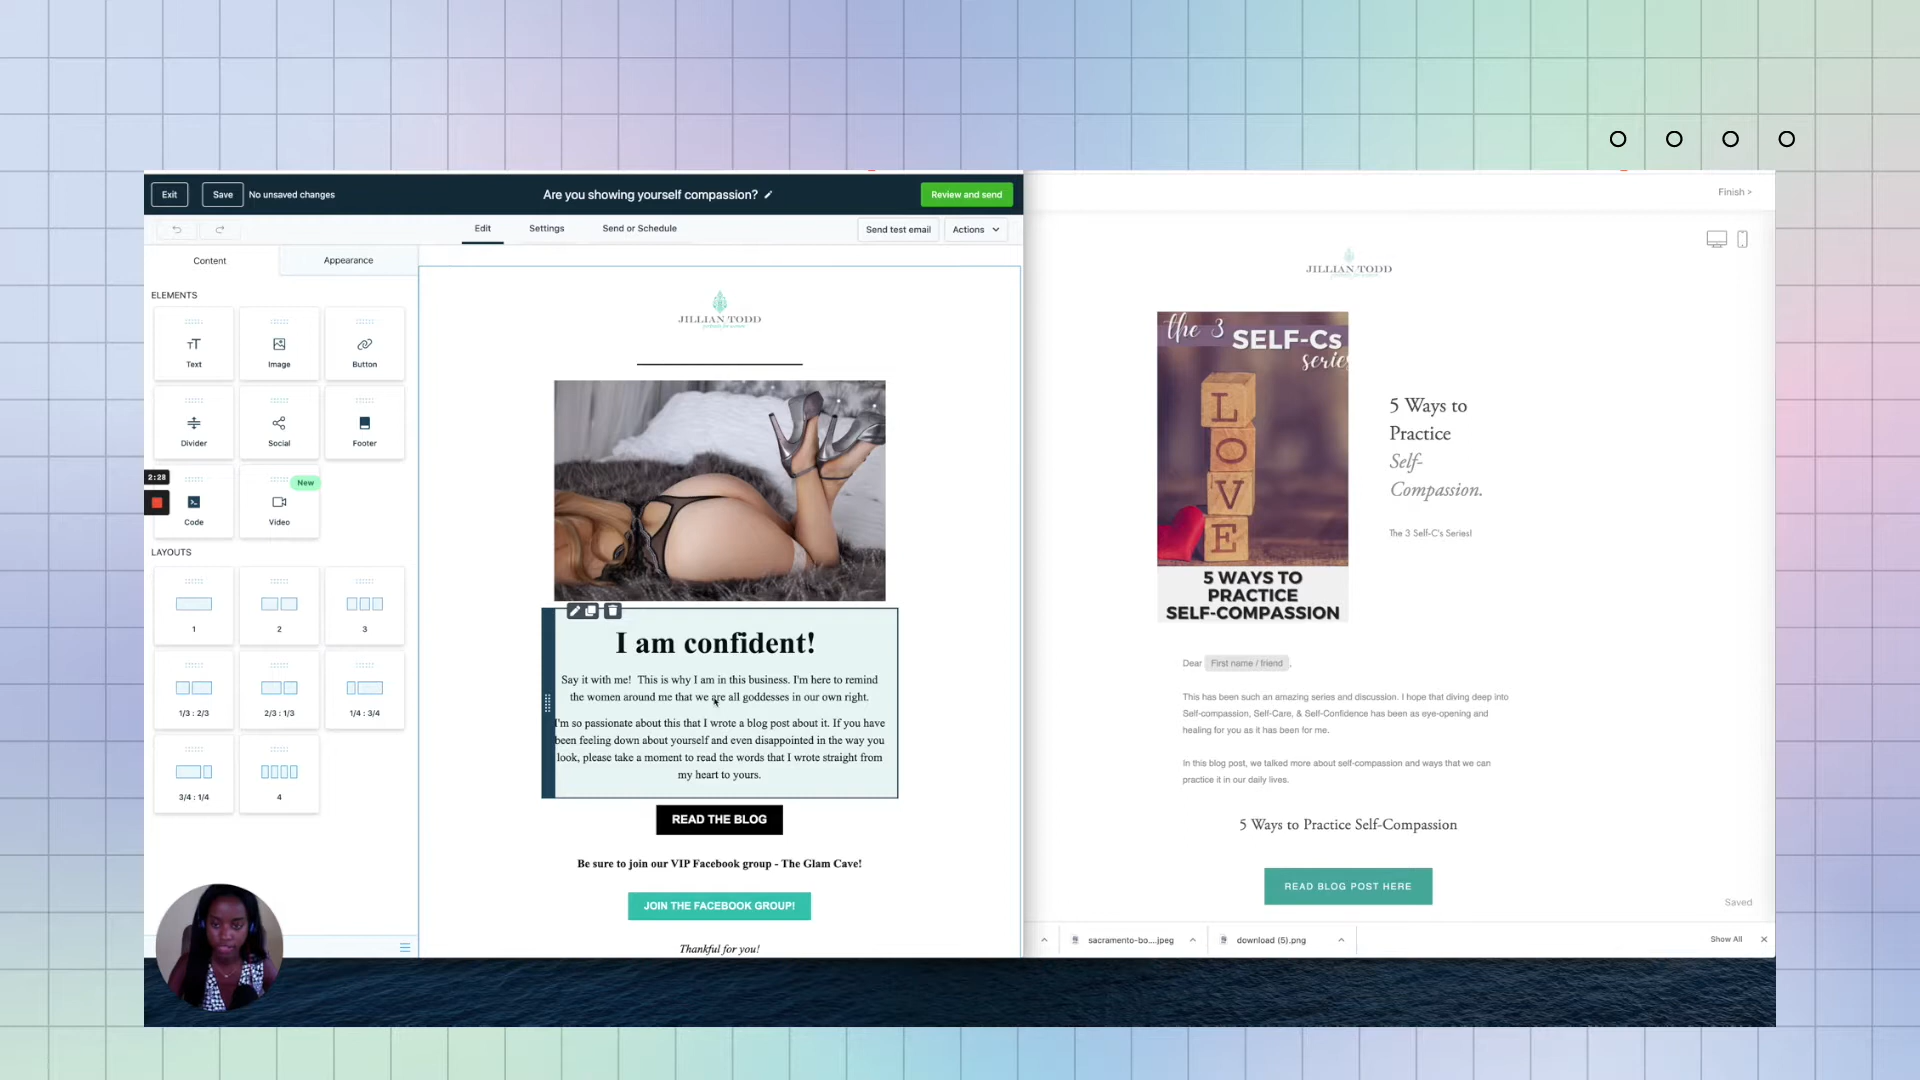 Exit
Save
No unsaved changes
Are you showing yourself compassion?
Review and send
Edit
Settings
Send or Schedule
Send test email
Actions
Content
Appearance
ELEMENTS
Text
Image
Button
Divider
Social
Footer
2:28
New
Code
Video
LAYOUTS
1
2
3
1/3 : 2/3
2/3 : 1/3
1/4 : 3/4
3/4 : 1/4
4
JILLIAN TODD
I am confident!
Say it with me!  This is why I am in this business. I'm here to remind
the women around me that we are all goddesses in our own right.
I'm so passionate about this that I wrote a blog post about it. If you have
been feeling down about yourself and even disappointed in the way you
look, please take a moment to read the words that I wrote straight from
my heart to yours.
READ THE BLOG
Be sure to join our VIP Facebook group - The Glam Cave!
JOIN THE FACEBOOK GROUP!
Thankful for you!
Finish >
JILLIAN TODD
the 3 SELF-Cs
series
L
O
V
E
5 WAYS TO
PRACTICE
SELF-COMPASSION
5 Ways to
Practice
Self-
Compassion.
The 3 Self-C's Series!
Dear First name / friend,
This has been such an amazing series and discussion. I hope that diving deep into
Self-compassion, Self-Care, & Self-Confidence has been as eye-opening and
healing for you as it has been for me.
In this blog post, we talked more about self-compassion and ways that we can
practice it in our daily lives.
5 Ways to Practice Self-Compassion
READ BLOG POST HERE
Saved
sacramento-bo....jpeg
download (5).png
Show All